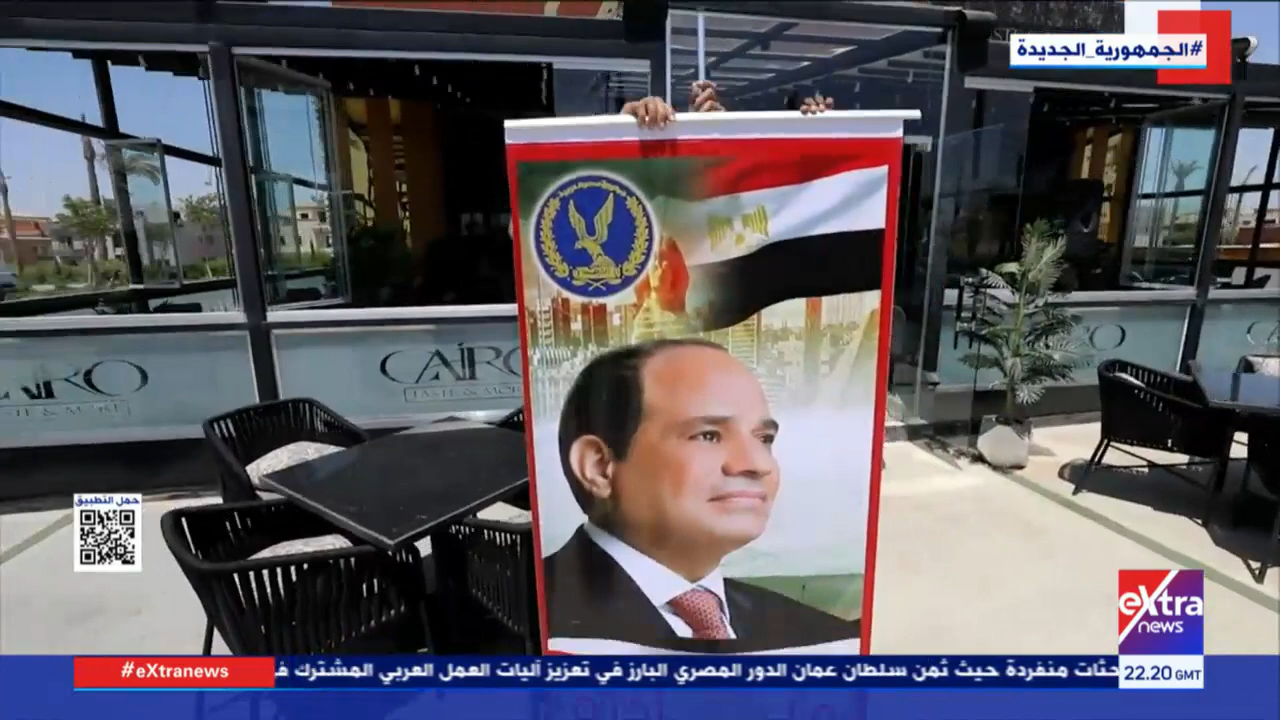 #الجمهورية_الجديدة
CAIRO
TASTE & MORE
CAIRO
TASTE & MORE
حمل التطبيق
eXtra
news
22.20 GMT
#eXtranews
حثات منفردة حيث ثمن سلطان عمان الدور المصري البارز في تعزيز آليات العمل العربي المشترك ف